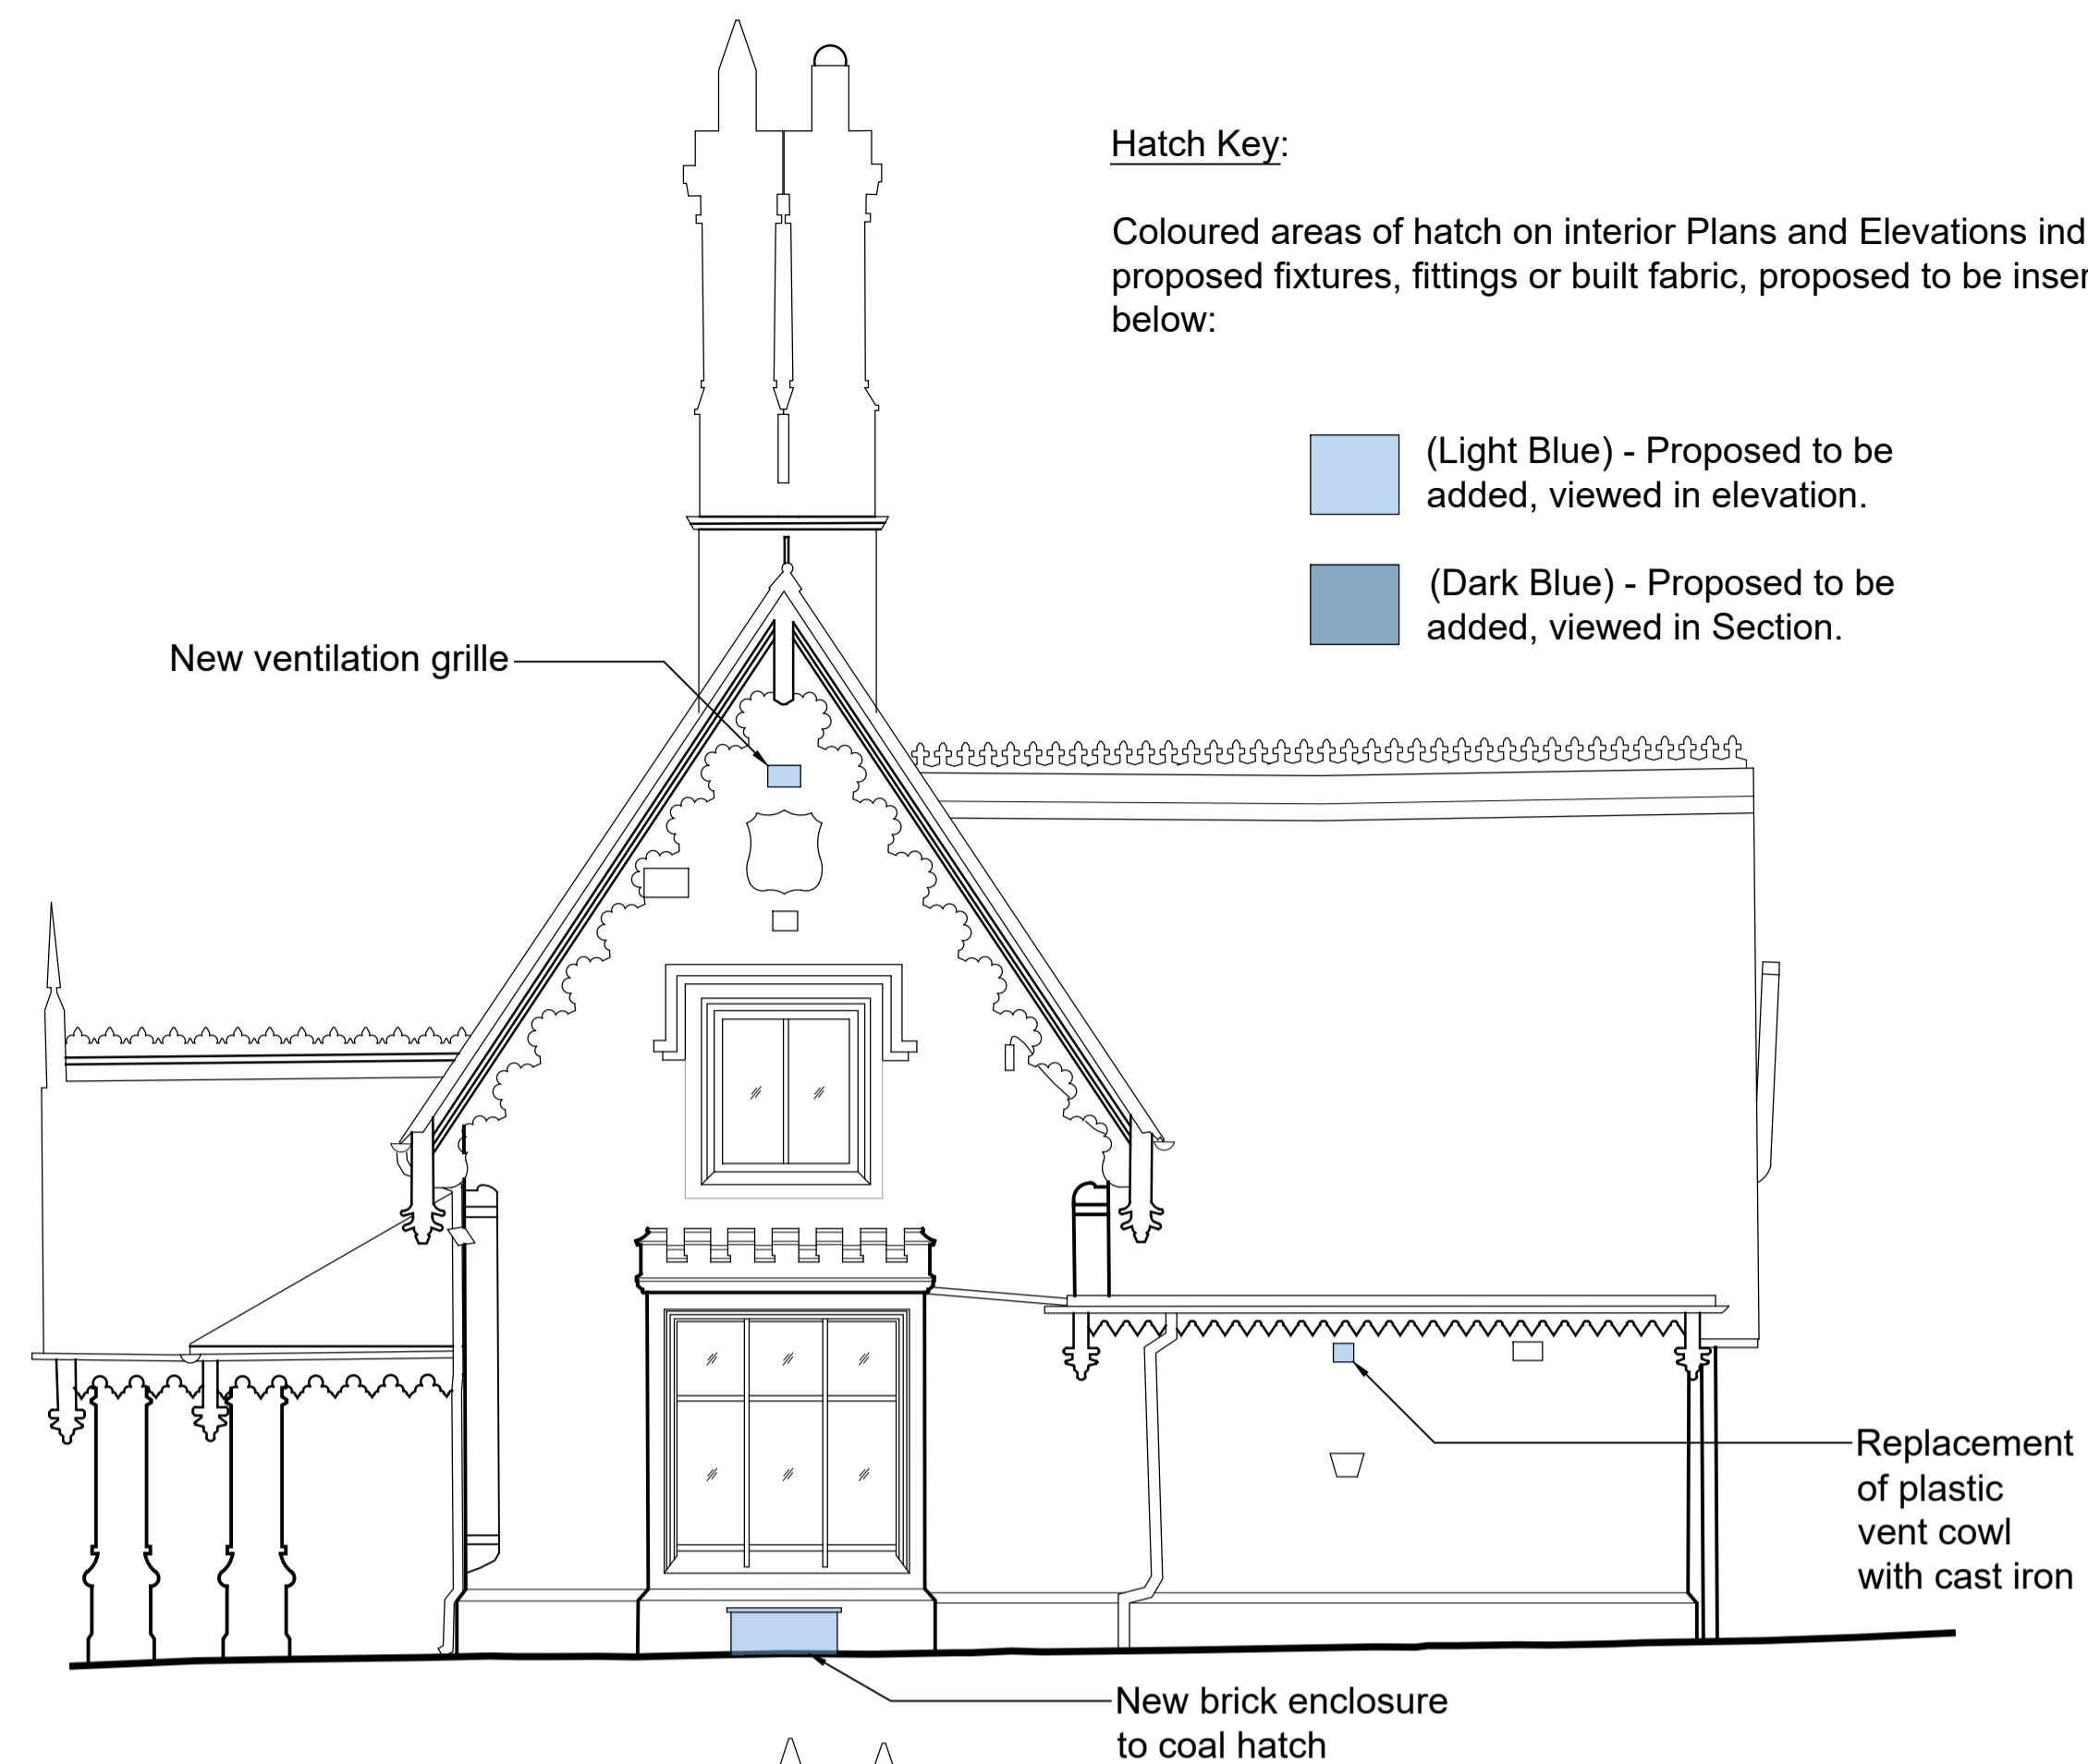 Hatch Key:
Coloured areas of hatch on interior Plans and Elevations
proposed fixtures, fittings or built fabric, proposed to be
below:
(Light Blue) - Proposed to be
added, viewed in elevation.
(Dark Blue) - Proposed to be
added, viewed in Section.
New ventilation grille
Replacement
of plastic
vent cowl
with cast iron
New brick enclosure
to coal hatch